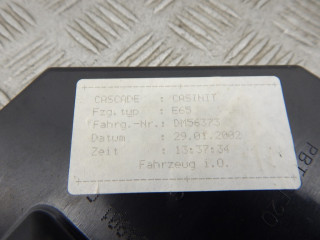 CASCADE : CASINIT
Fzg.typ : E65
Fahrg.-Nr.: DM56373
Datum : 29.01.2002
Zeit : 13:37:34
Fahrzeug i.O.